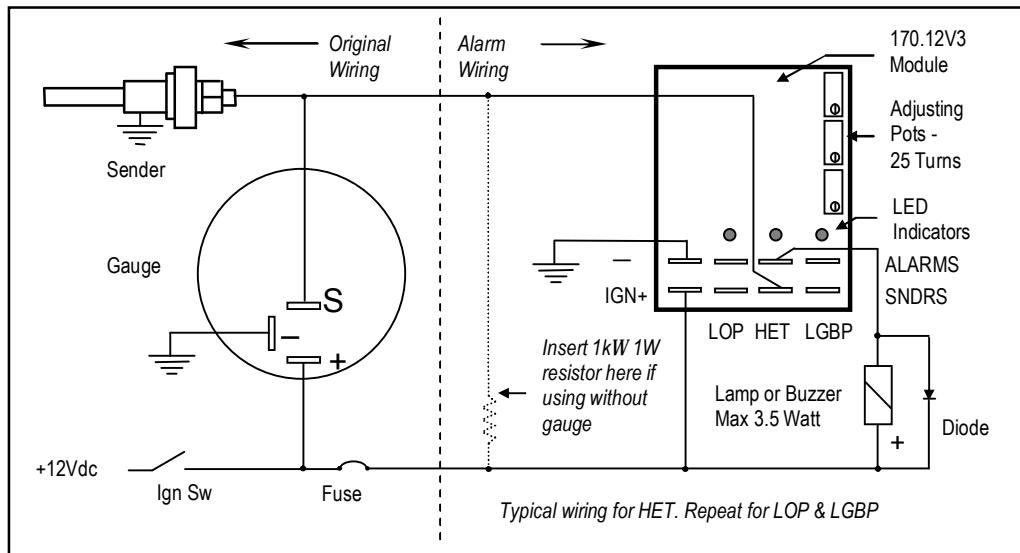 Original
Wiring
Alarm
Wiring
170.12V3
Module
Adjusting
Pots -
25 Turns
Sender
LED
Indicators
Gauge
S
–
+
–
IGN+
ALARMS
SNDRS
LOP HET LGBP
Insert 1kW 1W
resistor here if
using without
gauge
Lamp or Buzzer
Max 3.5 Watt
+
Diode
+12Vdc
Ign Sw
Fuse
Typical wiring for HET. Repeat for LOP & LGBP